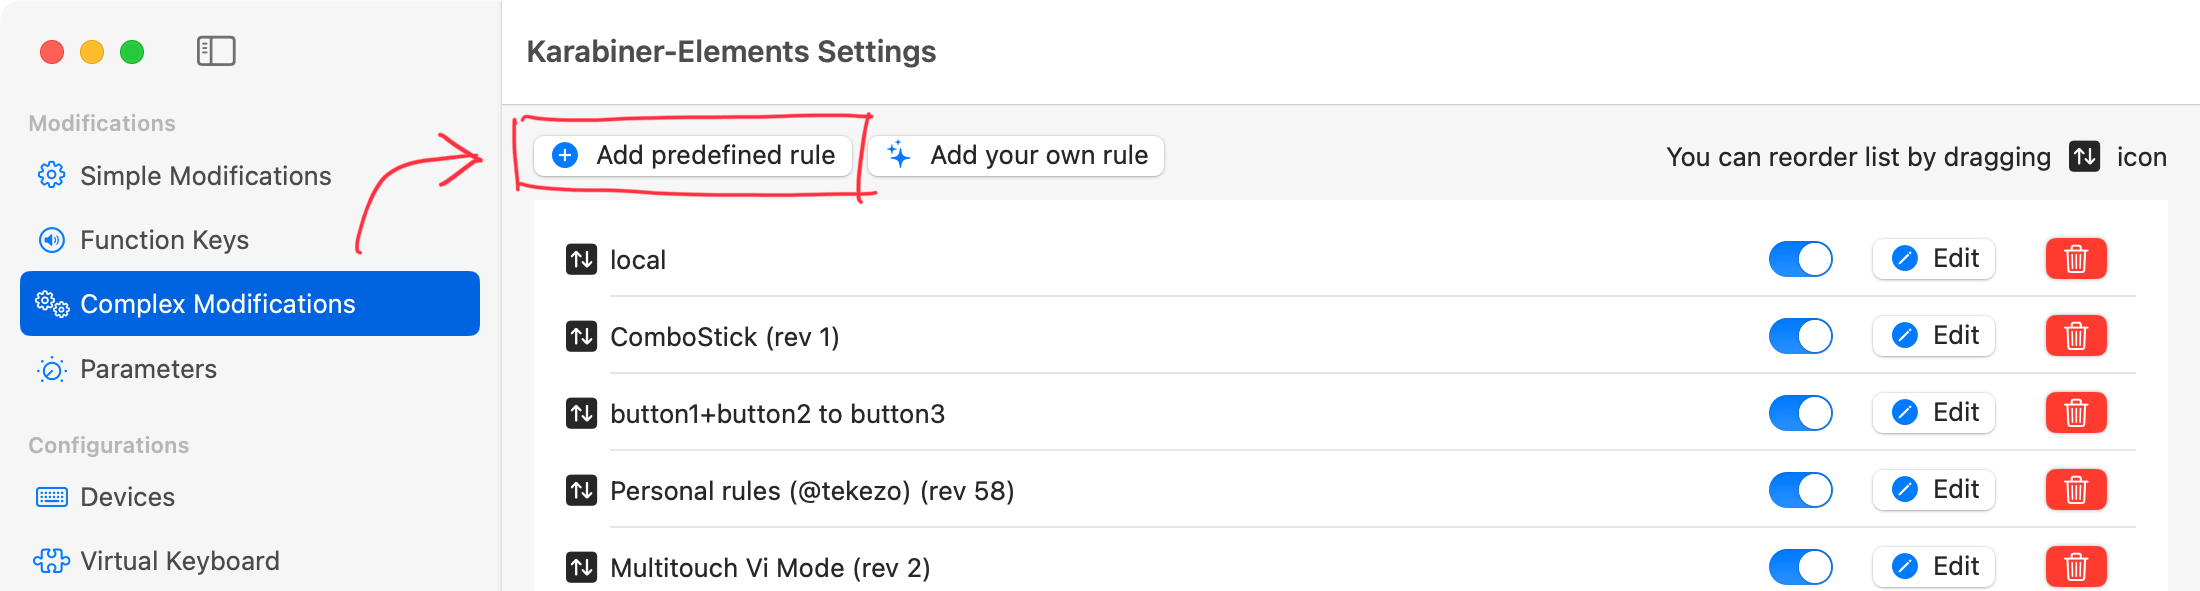 Karabiner-Elements Settings
Modifications
Simple Modifications
Function Keys
Complex Modifications
Parameters
Configurations
Devices
Virtual Keyboard
Add predefined rule
Add your own rule
You can reorder list by dragging icon
local
Edit
ComboStick (rev 1)
Edit
button1+button2 to button3
Edit
Personal rules (@tekezo) (rev 58)
Edit
Multitouch Vi Mode (rev 2)
Edit